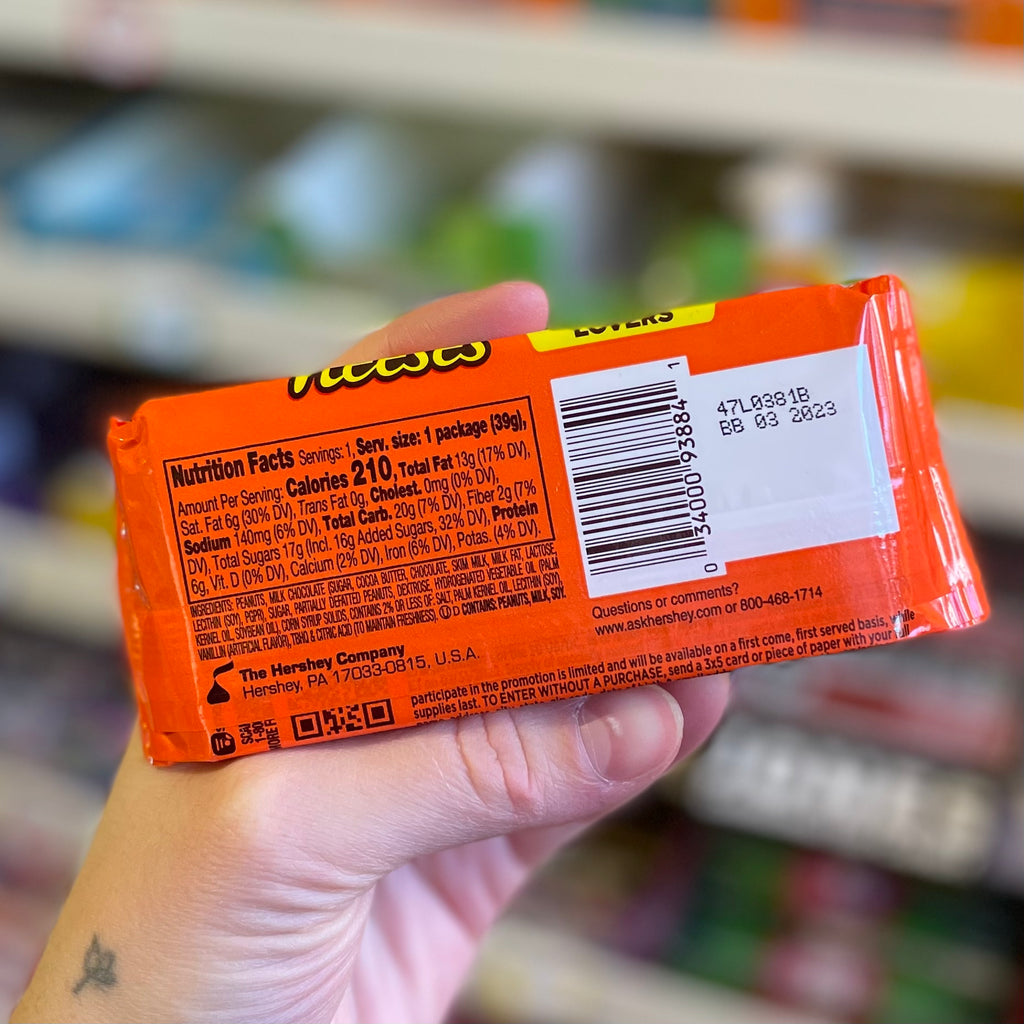 Reese's
LOVERS
Nutrition Facts Servings: 1, Serv. size: 1 package (39g),
Amount Per Serving: Calories 210, Total Fat 13g (17% DV),
Sat. Fat 6g (30% DV), Trans Fat 0g, Cholest. 0mg (0% DV),
Sodium 140mg (6% DV), Total Carb. 20g (7% DV), Fiber 2g (7%
DV), Total Sugars 17g (Incl. 16g Added Sugars, 32% DV), Protein
6g, Vit. D (0% DV), Calcium (2% DV), Iron (6% DV), Potas. (4% DV).
INGREDIENTS: PEANUTS, MILK CHOCOLATE (SUGAR, COCOA BUTTER, CHOCOLATE, SKIM MILK, MILK FAT, LACTOSE,
LECITHIN (SOY), PGPR), SUGAR, PARTIALLY DEFATTED PEANUTS, DEXTROSE, HYDROGENATED VEGETABLE OIL (PALM
KERNEL OIL, SOYBEAN OIL), CORN SYRUP SOLIDS, CONTAINS 2% OR LESS OF: SALT, PALM KERNEL OIL, LECITHIN (SOY),
VANILLIN (ARTIFICIAL FLAVOR), TBHQ & CITRIC ACID (TO MAINTAIN FRESHNESS). Ⓤ D CONTAINS: PEANUTS, MILK, SOY.
The Hershey Company
Hershey, PA 17033-0815, U.S.A.
SCAN
1-80
MORE F
0 34000 93884 1
47L0381B
BB 03 2023
Questions or comments?
www.askhershey.com or 800-468-1714
participate in the promotion is limited and will be available on a first come, first served basis, while
supplies last. TO ENTER WITHOUT A PURCHASE, send a 3x5 card or piece of paper with your full